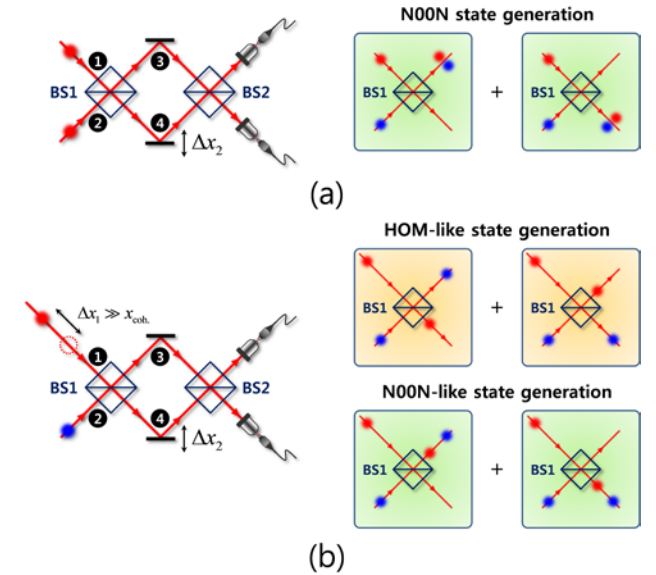 N00N state generation
1
3
BS1
BS2
2
4
Δx₂
BS1
+
BS1
(a)
HOM-like state generation
Δx₁ ≫ x_coh.
BS1
+
BS1
1
3
BS1
BS2
2
4
Δx₂
N00N-like state generation
BS1
+
BS1
(b)